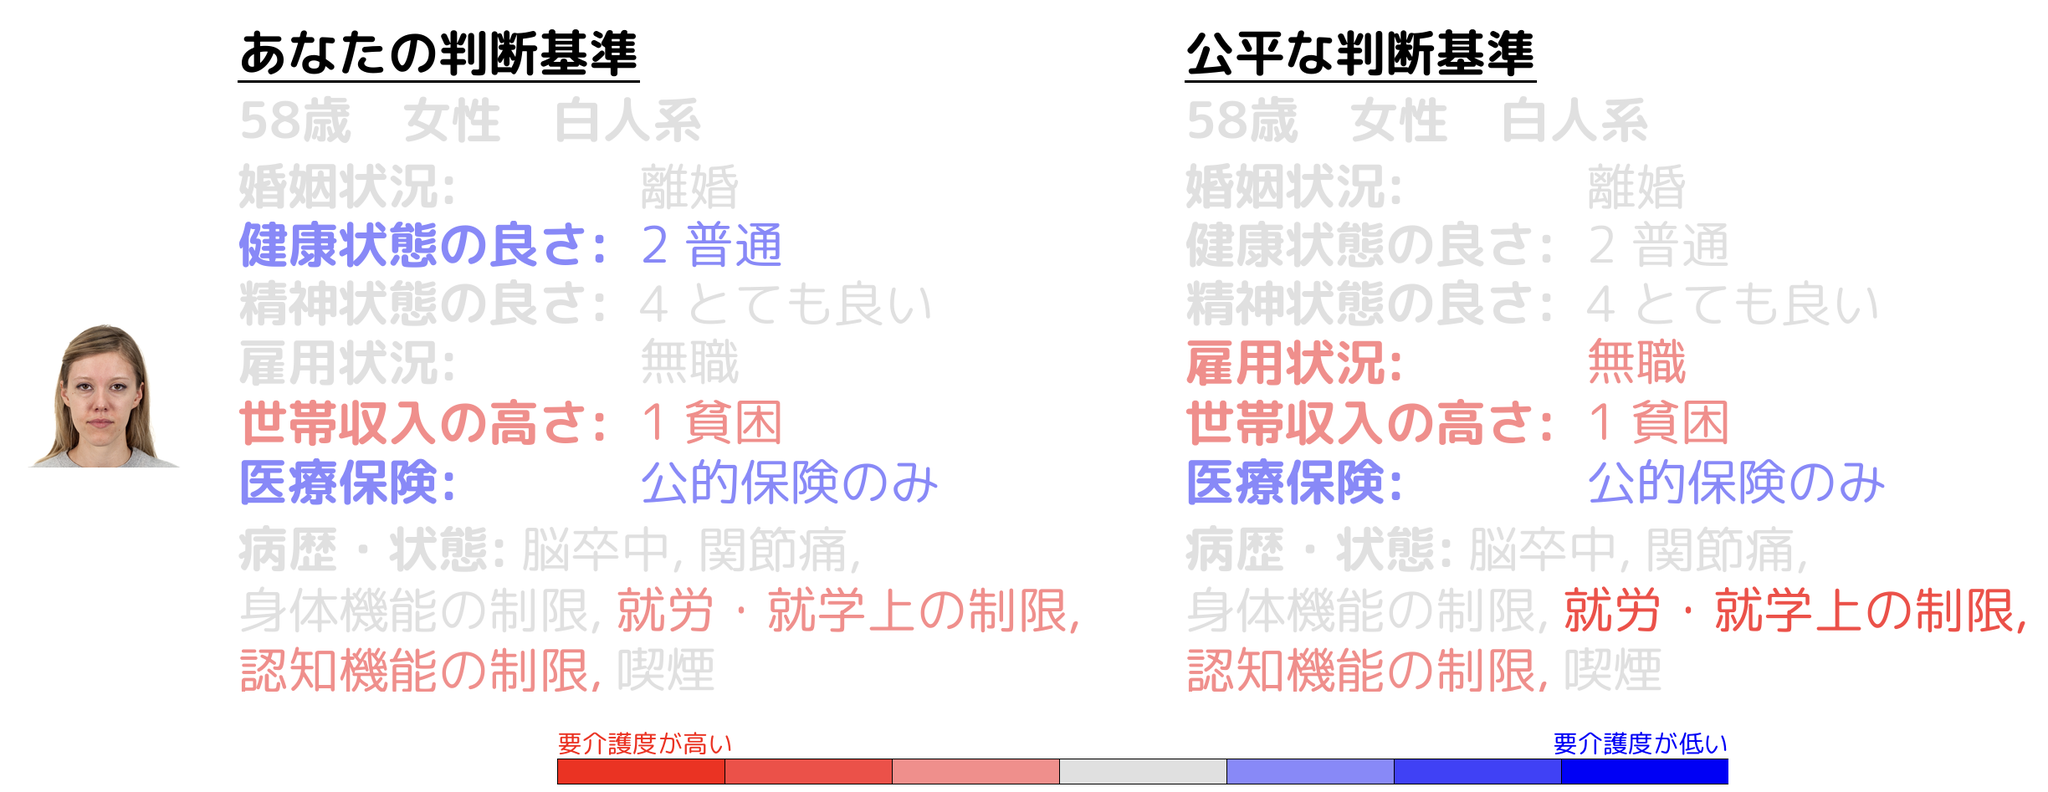 あなたの判断基準
58歳　女性　白人系
婚姻状況: 離婚
健康状態の良さ: 2 普通
精神状態の良さ: 4 とても良い
雇用状況: 無職
世帯収入の高さ: 1 貧困
医療保険: 公的保険のみ
病歴・状態: 脳卒中, 関節痛,
身体機能の制限, 就労・就学上の制限,
認知機能の制限, 喫煙
公平な判断基準
58歳　女性　白人系
婚姻状況: 離婚
健康状態の良さ: 2 普通
精神状態の良さ: 4 とても良い
雇用状況: 無職
世帯収入の高さ: 1 貧困
医療保険: 公的保険のみ
病歴・状態: 脳卒中, 関節痛,
身体機能の制限, 就労・就学上の制限,
認知機能の制限, 喫煙
要介護度が高い
要介護度が低い